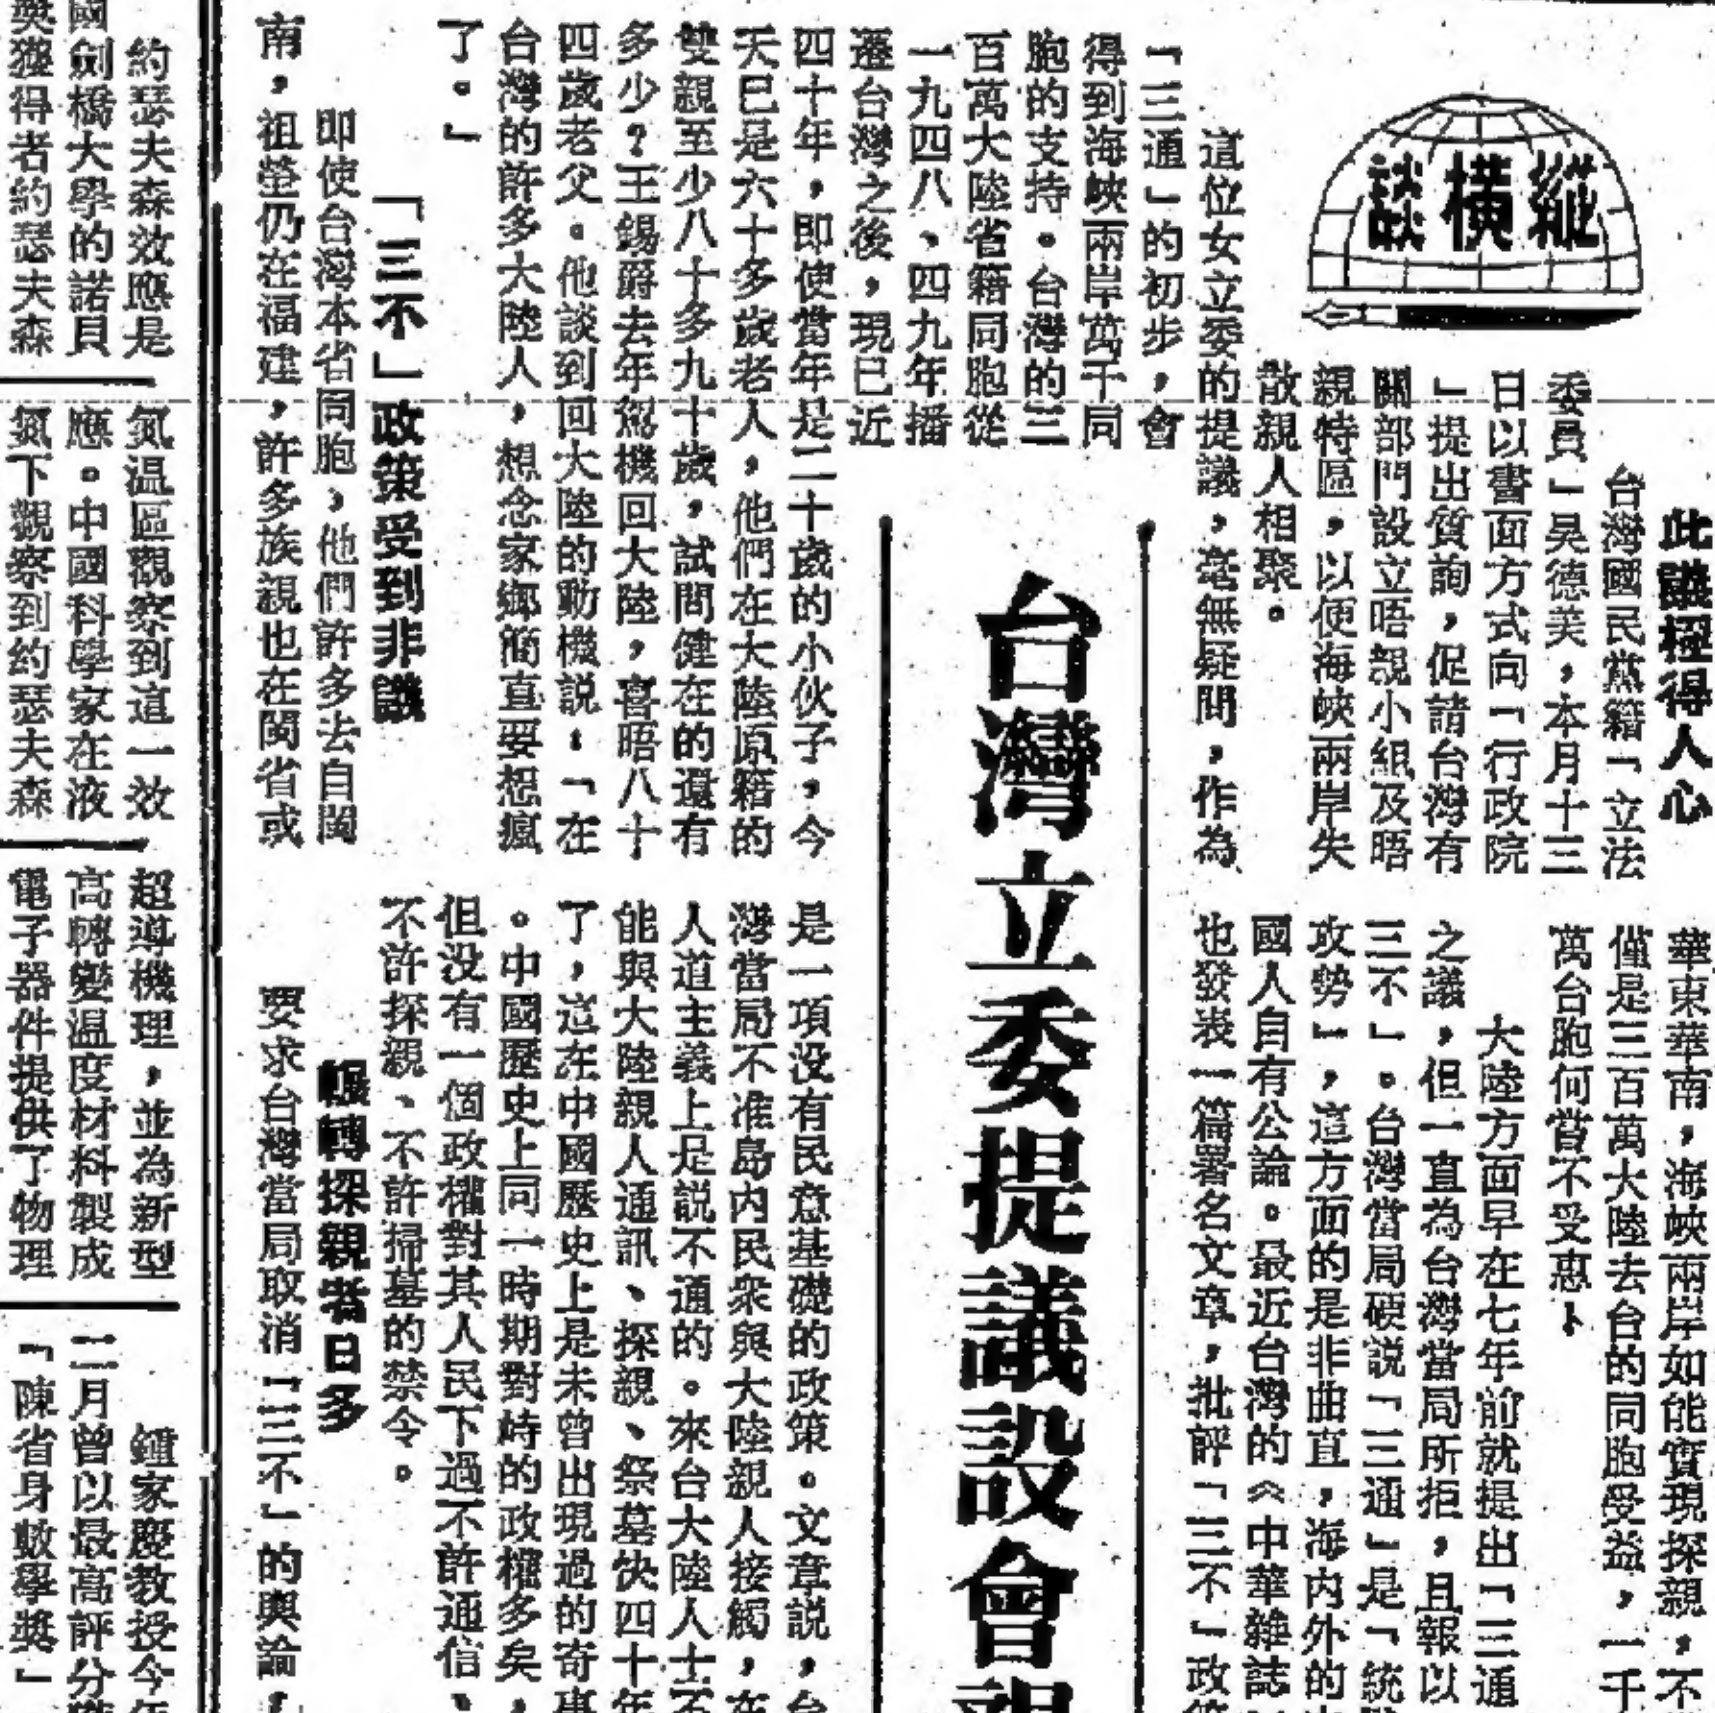 縱橫談
台灣立委提議設會
此議極得人心
台灣國民黨籍「立法
委員」吳德美,本月十三
日以書面方式向「行政院
」提出質詢,促請台灣有
關部門設立晤親小組及晤
親特區,以便海峽兩岸失
散親人相聚。
這位女立委的提議,毫無疑問,作為
「三通」的初步,會
得到海峽兩岸萬千同
胞的支持。台灣的三
百萬大陸省籍同胞從
一九四八、四九年播
遷台灣之後,現已近
四十年,即使當年是二十歲的小伙子,今
天已是六十多歲老人,他們在大陸原籍的
雙親至少八十多九十歲,試問健在的還有
多少?王錫爵去年駕機回大陸,喜晤八十
四歲老父。他談到回大陸的動機說:「在
台灣的許多大陸人,想念家鄉簡直要想瘋
了。」
「三不」政策受到非議
即使台灣本省同胞,他們許多去自閩
南,祖塋仍在福建,許多族親也在閩省或
華東華南,海峽兩岸如能實現探親,不
僅是三百萬大陸去台的同胞受益,一千
萬台胞何嘗不受惠!
大陸方面早在七年前就提出「三通
之議,但一直為台灣當局所拒,且報以
三不」。台灣當局硬說「三通」是「統
攻勢」,這方面的是非曲直,海內外的
國人自有公論。最近台灣的《中華雜誌
也發表一篇署名文章,批評「三不」政
是一項沒有民意基礎的政策。文章說,台
灣當局不准島內民衆與大陸親人接觸,在
人道主義上是說不通的。來台大陸人士不
能與大陸親人通訊、探親、祭墓快四十年
了,這在中國歷史上是未曾出現過的寄事
。中國歷史上同一時期對峙的政權多矣,
但没有一個政權對其人民下過不許通信、
不許探親、不許掃墓的禁令。
輾轉探親者日多
要求台灣當局取消「三不」的輿論,
約瑟夫森效應是
國劍橋大學的諾貝
獎獲得者約瑟夫森
氮温區觀察到這一效
應。中國科學家在液
氮下觀察到約瑟夫森
超導機理,並為新型
高轉變温度材料製成
電子器件提供了物理
鍾家慶教授今年
二月曾以最高評分
「陳省身數學獎」